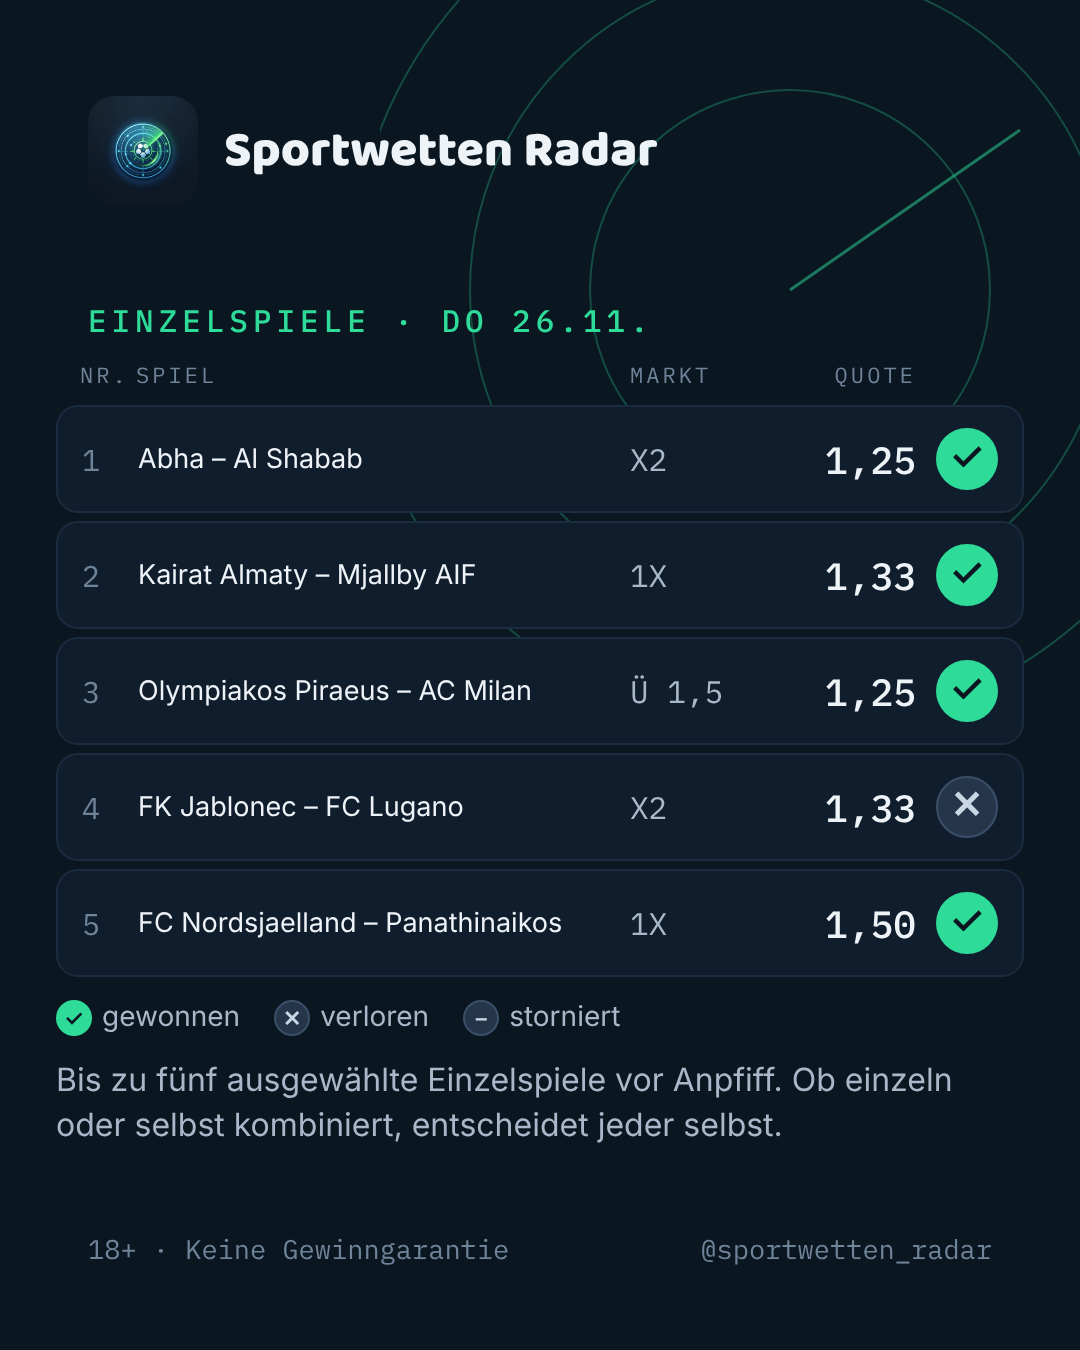 Sportwetten Radar
EINZELSPIELE · DO 26.11.
NR. SPIEL MARKT QUOTE
1 Abha – Al Shabab X2 1,25
2 Kairat Almaty – Mjallby AIF 1X 1,33
3 Olympiakos Piraeus – AC Milan Ü 1,5 1,25
4 FK Jablonec – FC Lugano X2 1,33
5 FC Nordsjaelland – Panathinaikos 1X 1,50
gewonnen verloren storniert
Bis zu fünf ausgewählte Einzelspiele vor Anpfiff. Ob einzeln
oder selbst kombiniert, entscheidet jeder selbst.
18+ · Keine Gewinngarantie @sportwetten_radar